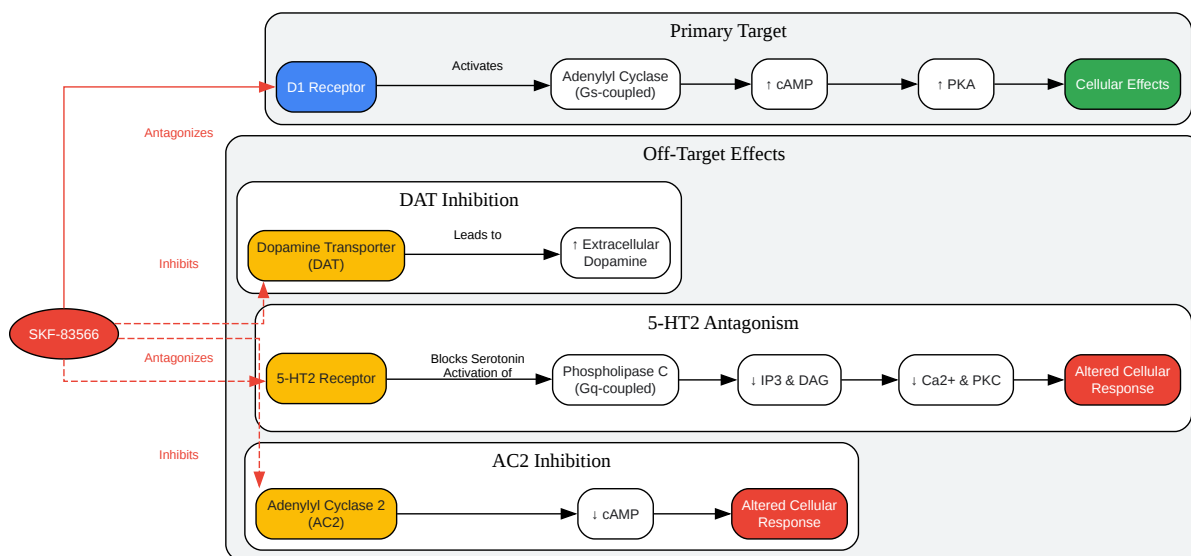 Primary Target
D1 Receptor
Activates
Adenylyl Cyclase
(Gs-coupled)
↑ cAMP
↑ PKA
Cellular Effects
Antagonizes
Off-Target Effects
DAT Inhibition
Dopamine Transporter
(DAT)
Leads to
↑ Extracellular
Dopamine
Inhibits
SKF-83566
5-HT2 Antagonism
Antagonizes
5-HT2 Receptor
Blocks Serotonin
Activation of
Phospholipase C
(Gq-coupled)
↓ IP3 & DAG
↓ Ca2+ & PKC
Altered Cellular
Response
Inhibits
AC2 Inhibition
Adenylyl Cyclase 2
(AC2)
↓ cAMP
Altered Cellular
Response